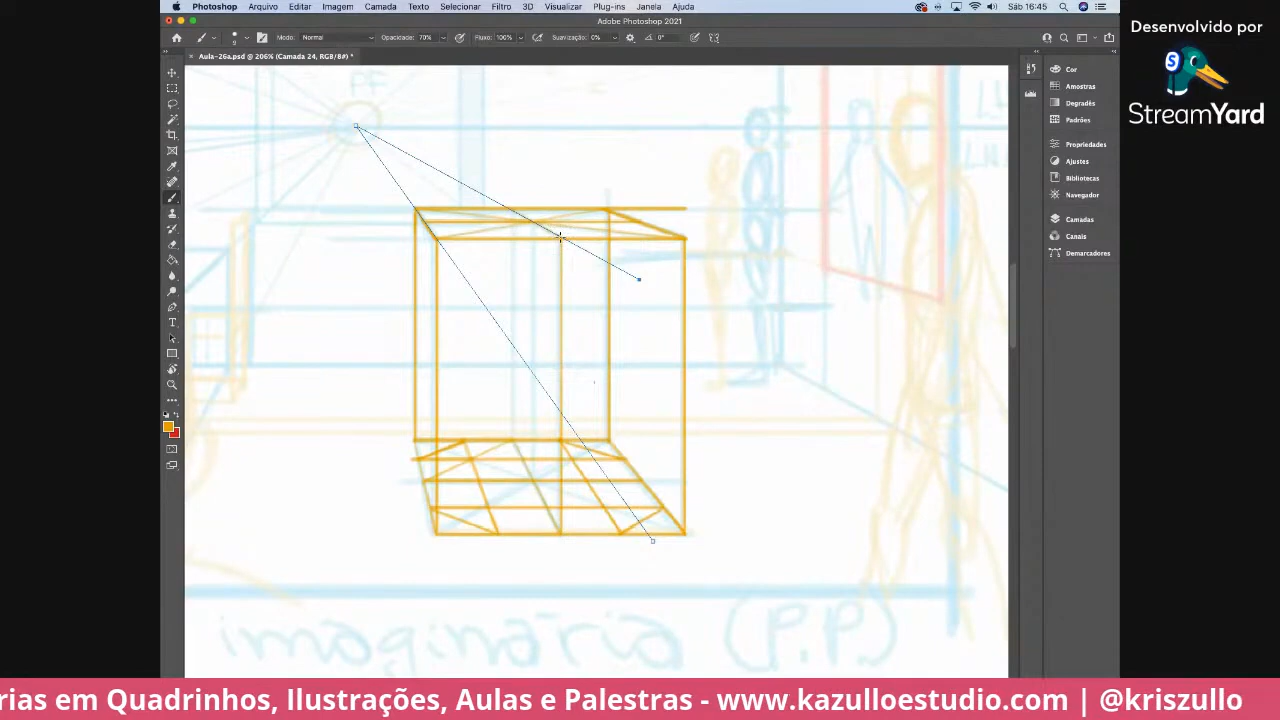 Photoshop Arquivo Editar Imagem Camada Texto Selecionar Filtro 3D Visualizar Plug-ins Janela Ajuda
Sáb 16:45
Adobe Photoshop 2021
Modo: Normal Opacidade: 70% Fluxo: 100% Suavização: 0% 0°
Aula-26a.psd @ 206% (Camada 24, RGB/8#) *
PF
Cor
Amostras
Degradês
Padrões
Propriedades
Ajustes
Bibliotecas
Navegador
Camadas
Canais
Demarcadores
imaginária (P.P.)
Desenvolvido por
StreamYard
rias em Quadrinhos, Ilustrações, Aulas e Palestras - www.kazulloestudio.com | @kriszullo